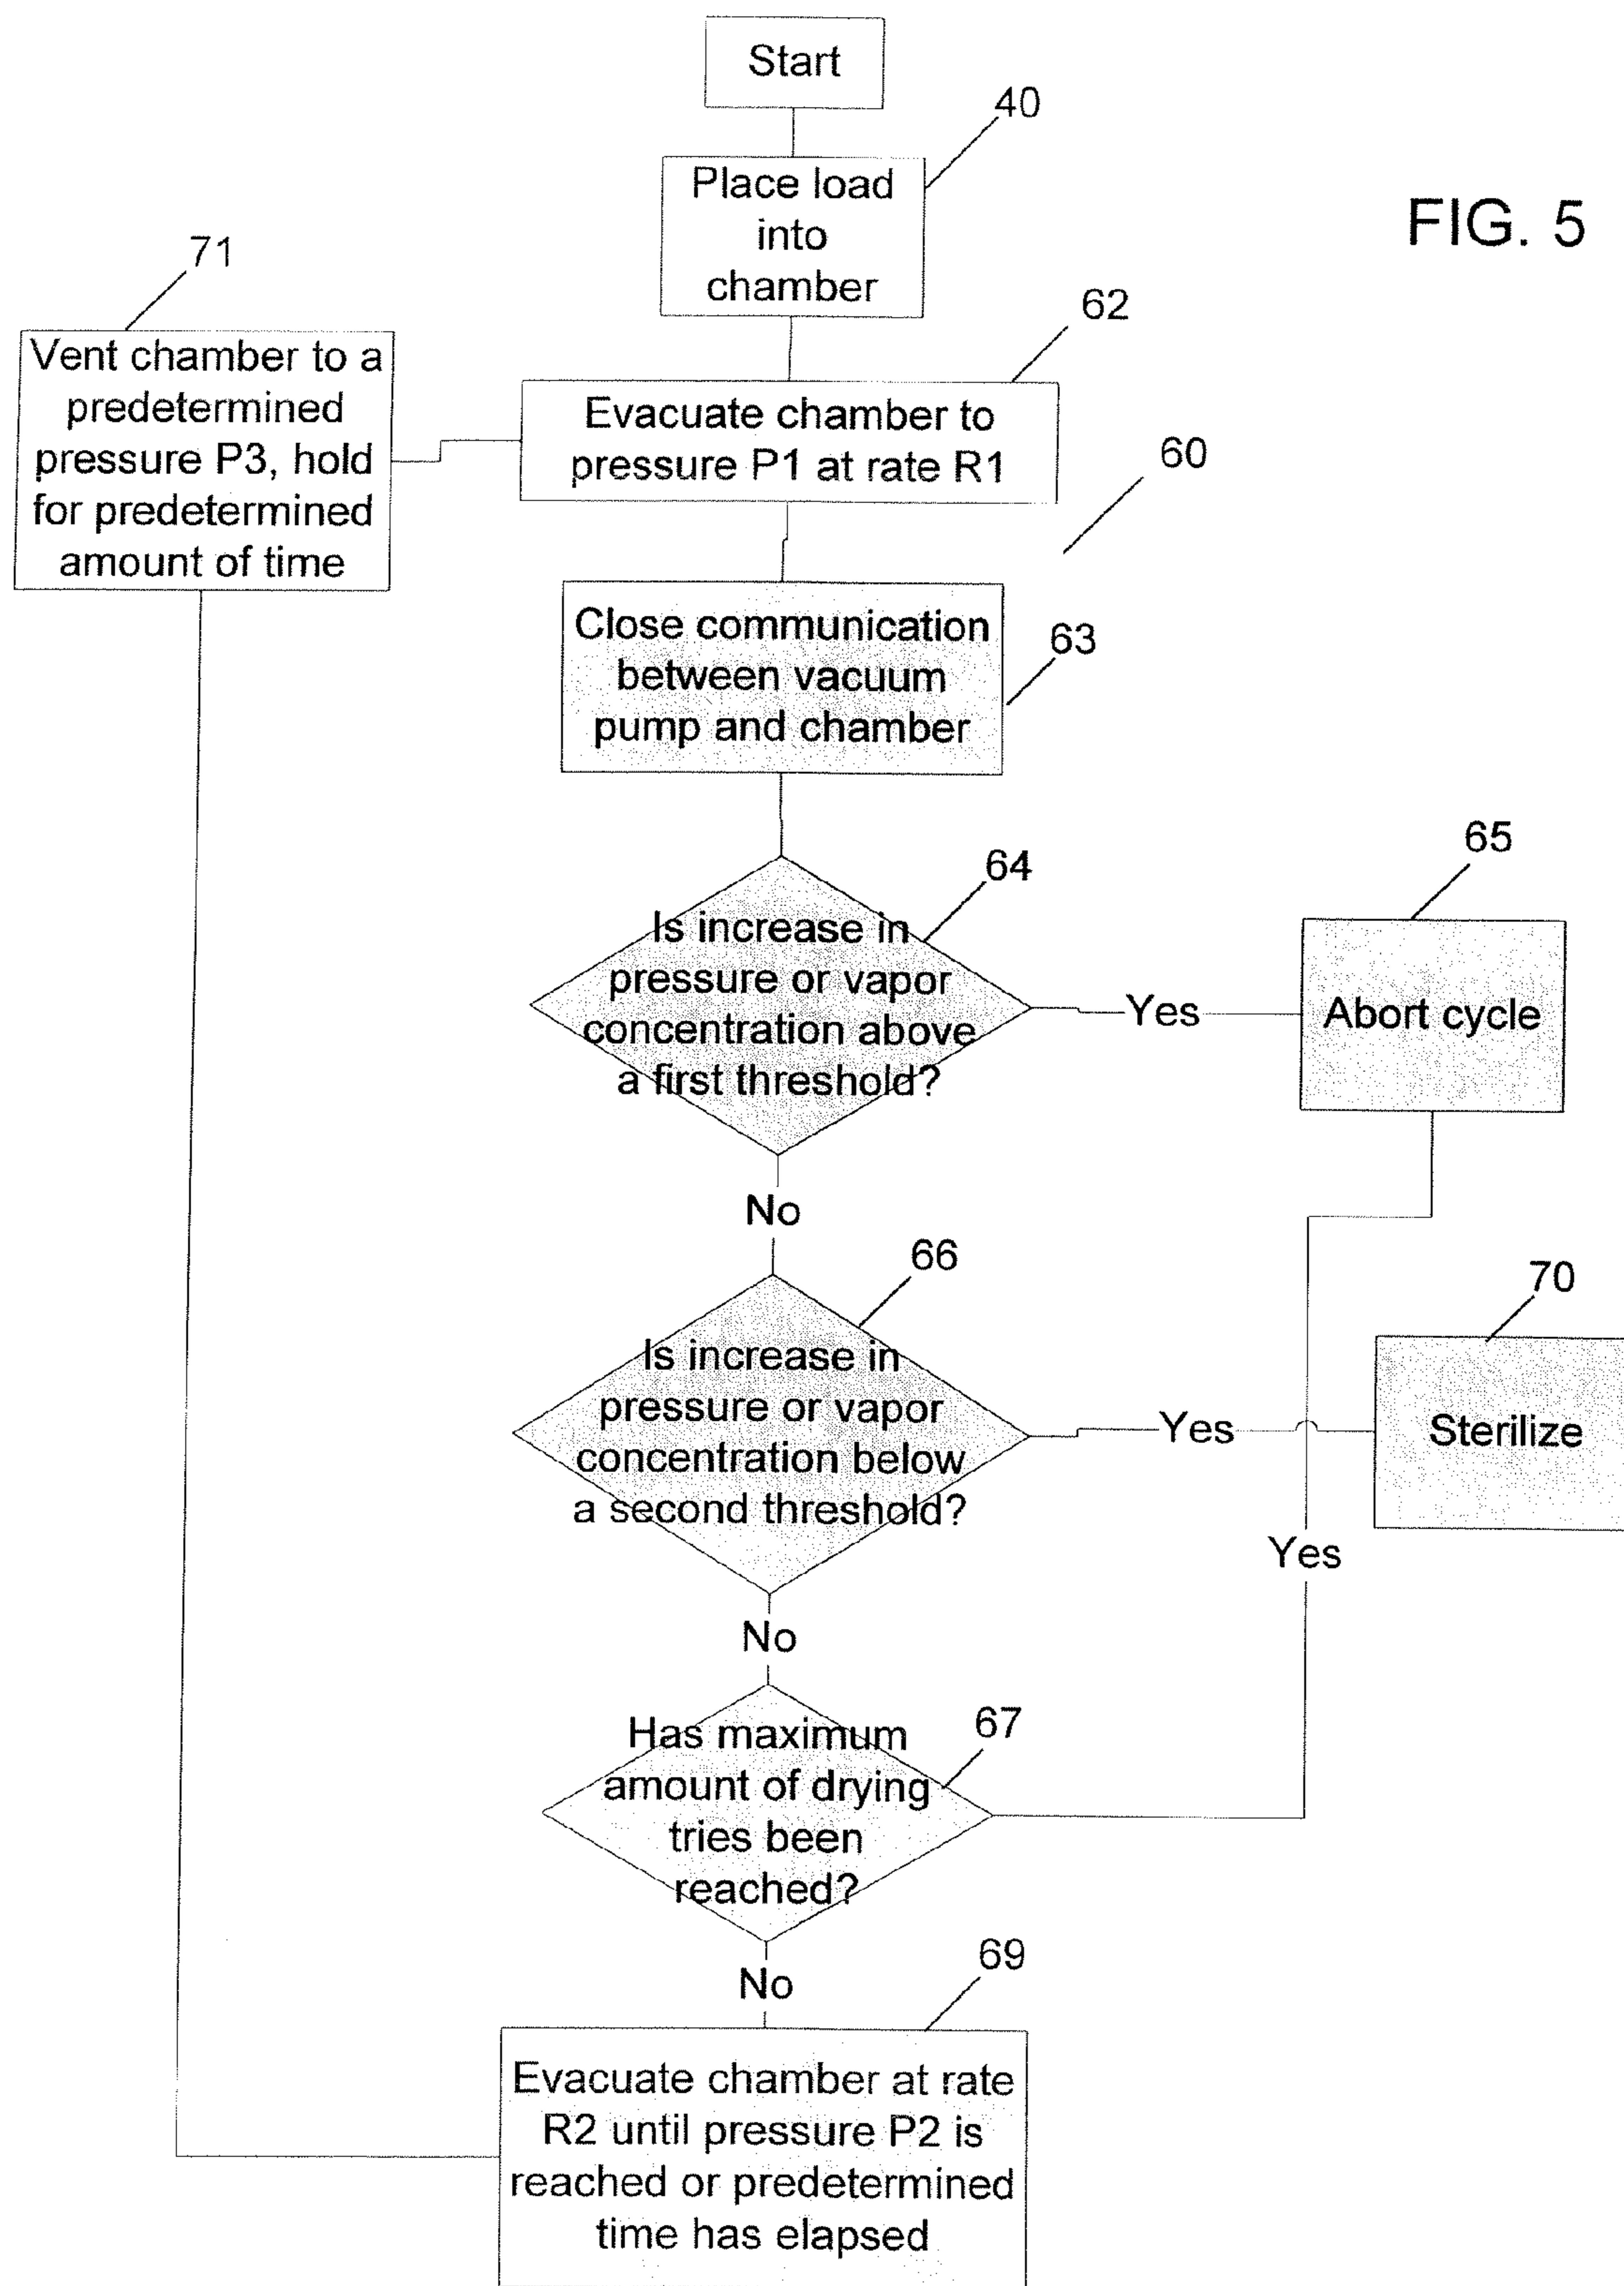 Start
40
Place load
into
chamber
FIG. 5
71
Vent chamber to a
predetermined
pressure P3, hold
for predetermined
amount of time
62
Evacuate chamber to
pressure P1 at rate R1
60
Close communication
between vacuum
pump and chamber
63
64
Is increase in
pressure or vapor
concentration above
a first threshold?
Yes
65
Abort cycle
No
66
Is increase in
pressure or vapor
concentration below
a second threshold?
Yes
70
Sterilize
Yes
No
67
Has maximum
amount of drying
tries been
reached?
No
69
Evacuate chamber at rate
R2 until pressure P2 is
reached or predetermined
time has elapsed